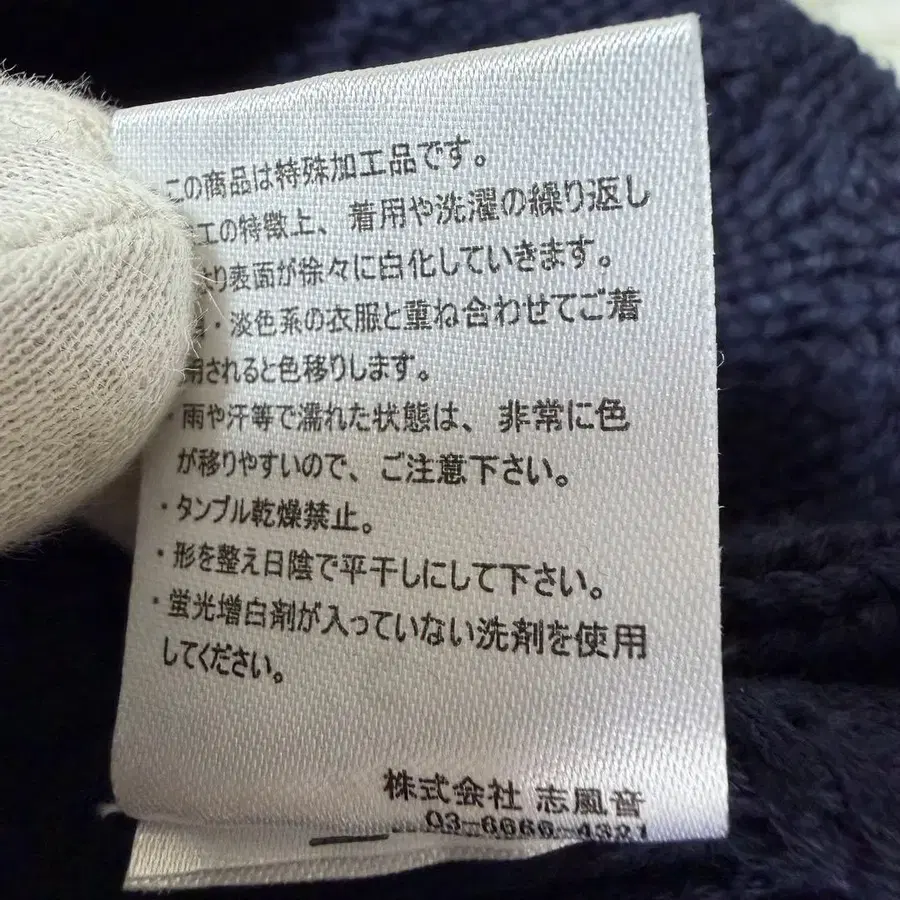 この商品は特殊加工品です。
工の特徴上、着用や洗濯の繰り返し
より表面が徐々に白化していきます。
・淡色系の衣服と重ね合わせてご着
用されると色移りします。
・雨や汗等で濡れた状態は、非常に色
が移りやすいので、ご注意下さい。
・タンブル乾燥禁止。
・形を整え日陰で平干しにして下さい。
・蛍光増白剤が入っていない洗剤を使用
してください。
株式会社 志風音
03-6666-4321